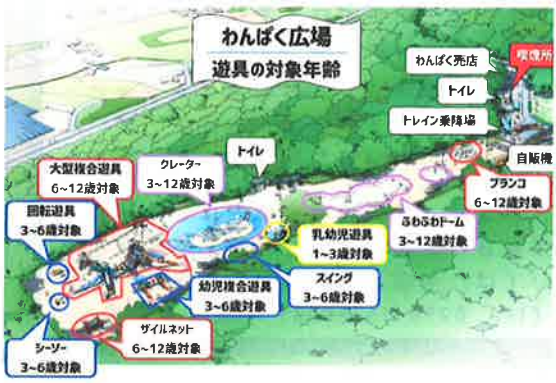 わんぱく広場
遊具の対象年齢
わんぱく売店
喫煙所
トイレ
トレイン乗降場
自販機
トイレ
クレーター
3~12歳対象
大型複合遊具
6~12歳対象
ブランコ
6~12歳対象
回転遊具
3~6歳対象
乳幼児遊具
1~3歳対象
ふわふわドーム
3~12歳対象
幼児複合遊具
3~6歳対象
スイング
3~6歳対象
ザイルネット
6~12歳対象
シーソー
3~6歳対象